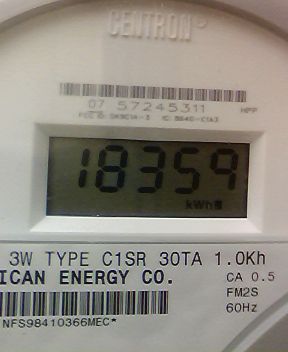 CENTRON
07 57245311 HPP
18359
kWh
3W TYPE C1SR 30TA 1.0Kh
ICAN ENERGY CO. CA 0.5
FM2S
60Hz
NFS98410366MEC*